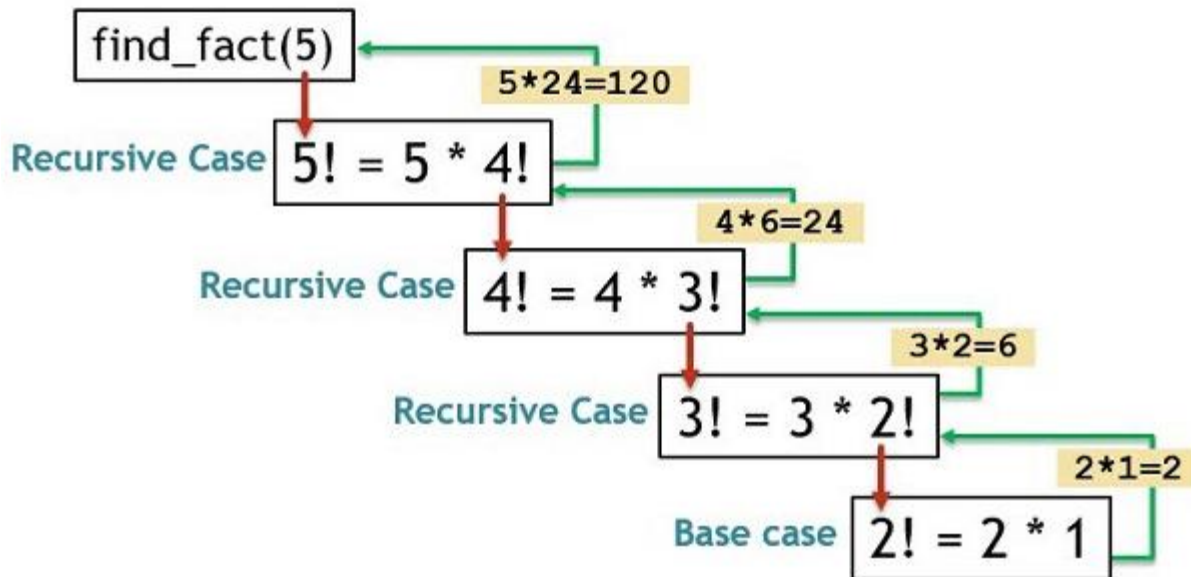 find_fact(5)
5*24=120
Recursive Case
5! = 5 * 4!
4*6=24
Recursive Case
4! = 4 * 3!
3*2=6
Recursive Case
3! = 3 * 2!
2*1=2
Base case
2! = 2 * 1